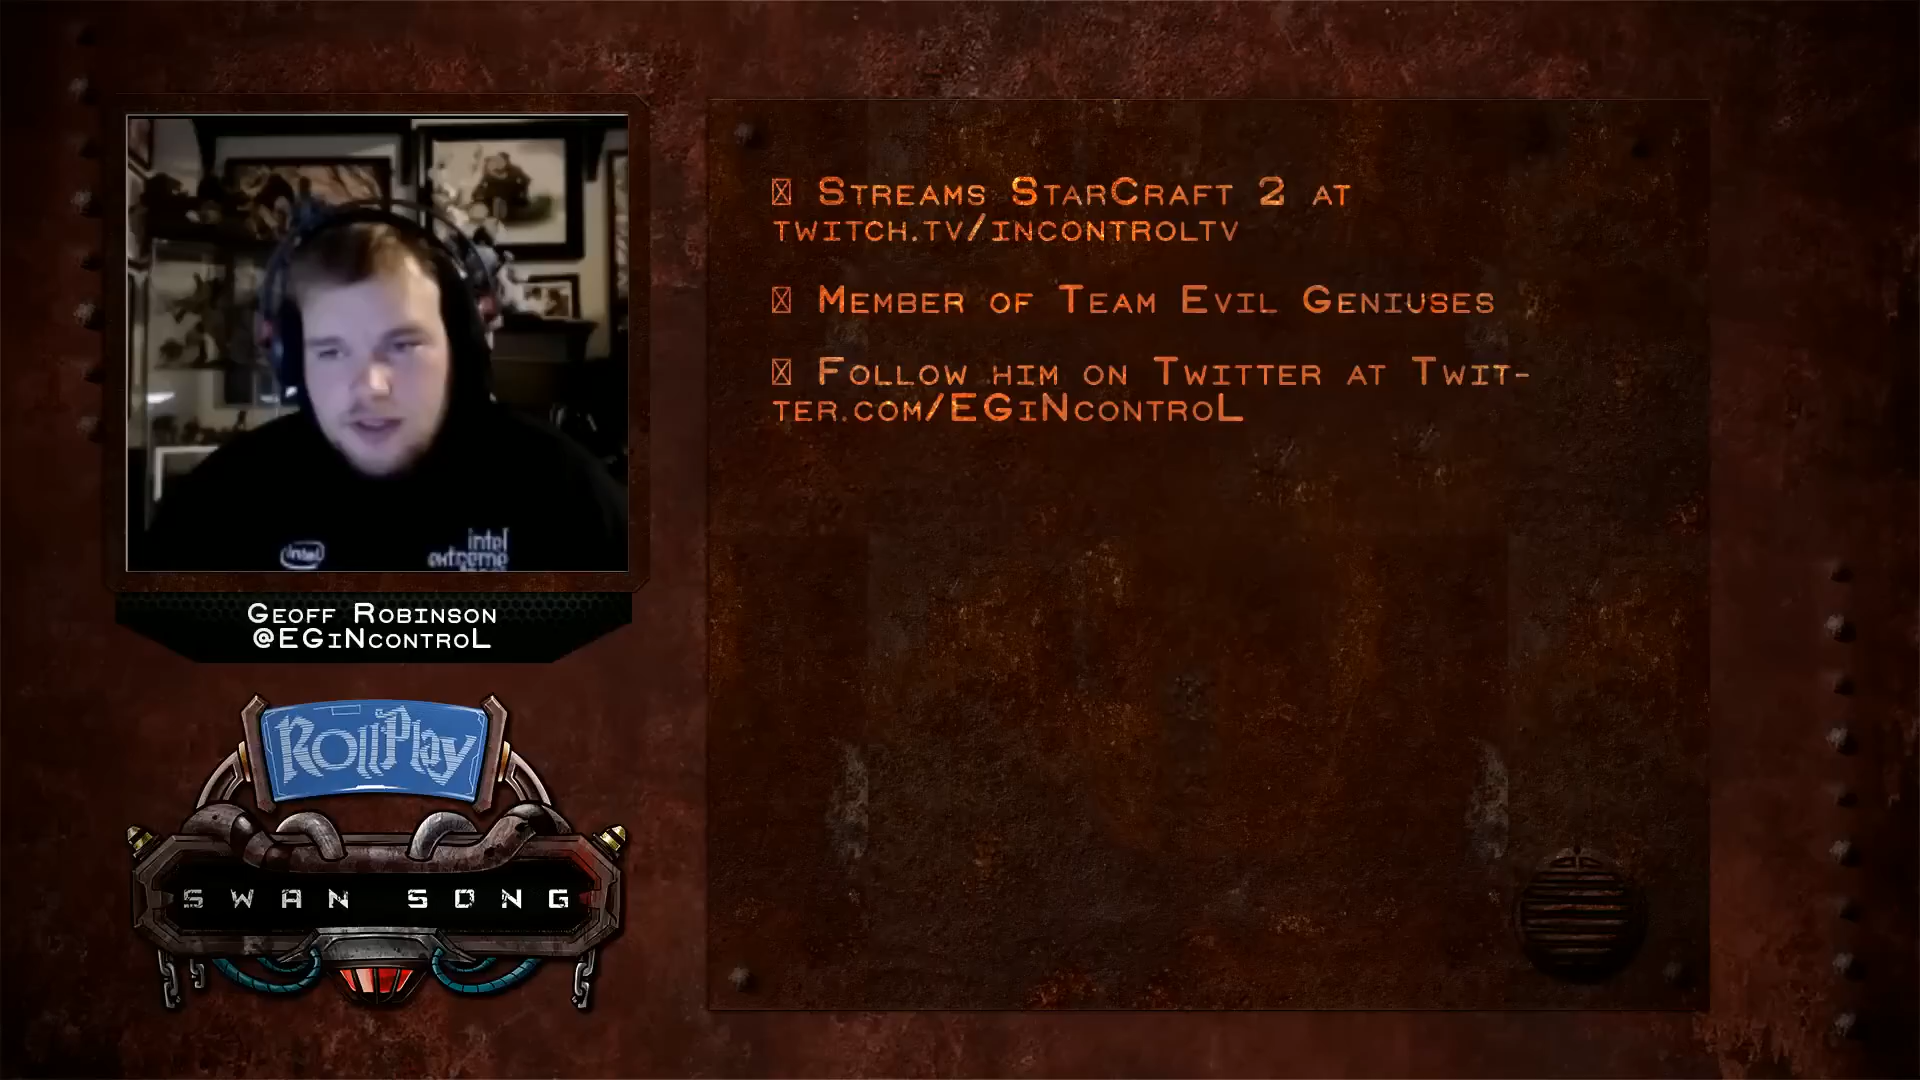 ☒ Streams StarCraft 2 at
twitch.tv/incontroltv
☒ Member of Team Evil Geniuses
☒ Follow him on Twitter at Twit-
ter.com/EGiNcontroL
intel
intel
extreme
Geoff Robinson
@EGiNcontroL
RollPlay
SWAN SONG